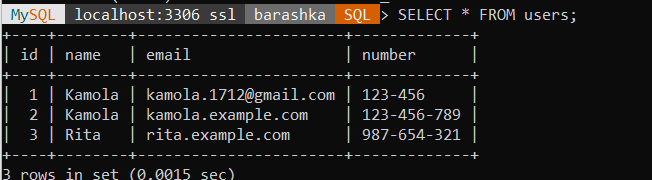 MySQL localhost:3306 ssl barashka SQL > SELECT * FROM users;
+----+--------+----------------------+-------------+
| id | name   | email                | number      |
+----+--------+----------------------+-------------+
|  1 | Kamola | kamola.1712@gmail.com | 123-456     |
|  2 | Kamola | kamola.example.com   | 123-456-789 |
|  3 | Rita   | rita.example.com     | 987-654-321 |
+----+--------+----------------------+-------------+
3 rows in set (0.0015 sec)